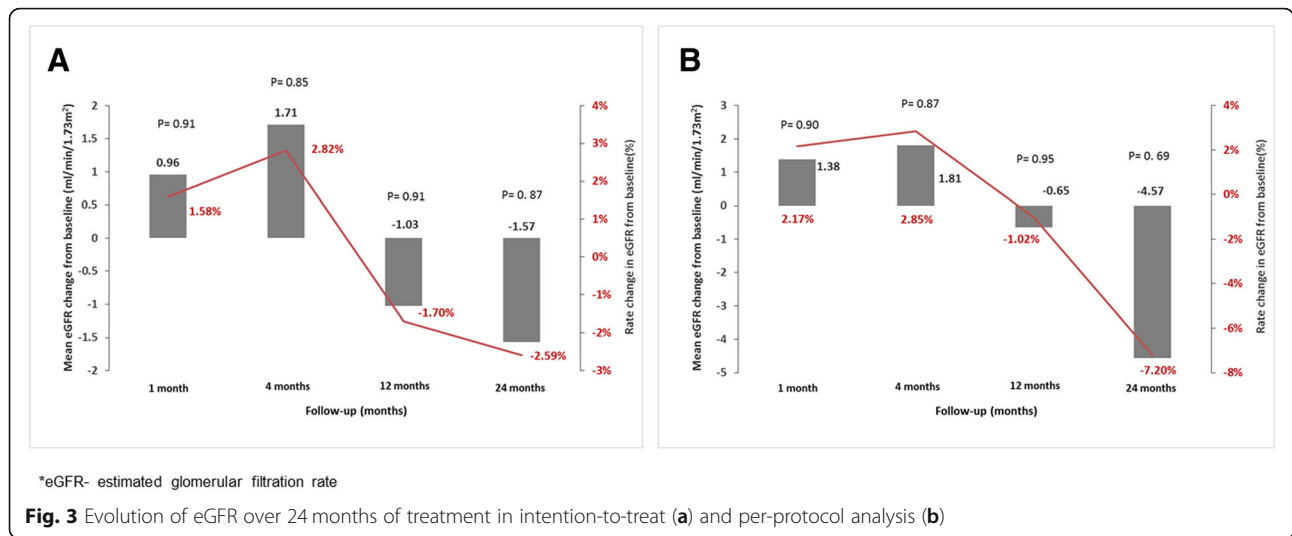 A
P= 0.91
P= 0.85
P= 0.91
P= 0. 87
0.96
1.71
-1.03
-1.57
1.58%
2.82%
-1.70%
-2.59%
Mean eGFR change from baseline (ml/min/1.73m²)
2
1.5
1
0.5
0
-0.5
-1
-1.5
-2
4%
3%
2%
1%
0%
-1%
-2%
-3%
Rate change in eGFR from baseline(%)
1 month
4 months
12 months
24 months
Follow-up (months)
B
P= 0.90
P= 0.87
P= 0.95
P= 0. 69
1.38
1.81
-0.65
-4.57
2.17%
2.85%
-1.02%
-7.20%
Mean eGFR change from baseline (ml/min/1.73m²)
3
2
1
0
-1
-2
-3
-4
-5
4%
2%
0%
-2%
-4%
-6%
-8%
Rate change in eGFR from baseline(%)
1 month
4 months
12 months
24 months
Follow-up (months)
*eGFR- estimated glomerular filtration rate
Fig. 3 Evolution of eGFR over 24 months of treatment in intention-to-treat (a) and per-protocol analysis (b)